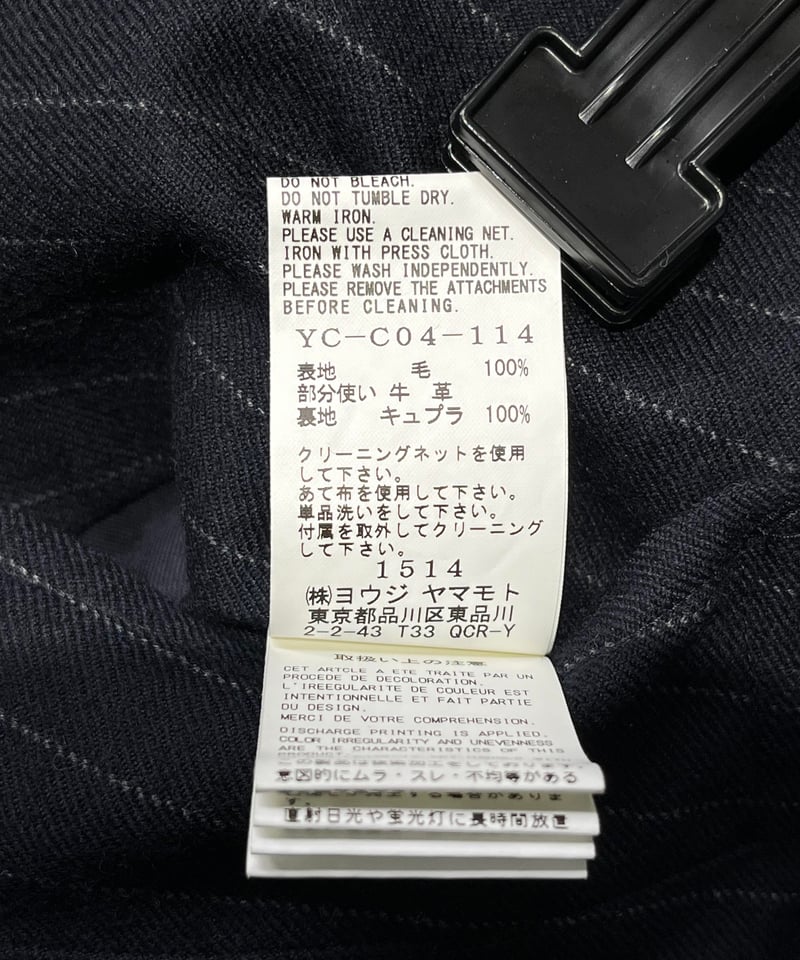 DO NOT BLEACH.
DO NOT TUMBLE DRY.
WARM IRON.
PLEASE USE A CLEANING NET.
IRON WITH PRESS CLOTH.
PLEASE WASH INDEPENDENTLY.
PLEASE REMOVE THE ATTACHMENTS
BEFORE CLEANING.
YC-C04-114
表地 毛 100%
部分使い 牛 革
裏地 キュプラ 100%
クリーニングネットを使用
して下さい。
あて布を使用して下さい。
単品洗いをして下さい。
付属を取外してクリーニング
して下さい。
1514
㈱ヨウジ ヤマモト
東京都品川区東品川
2-2-43 T33 QCR-Y
取扱い上の注意
CET ARTCLE A ETE TRAITE PAR UN
PROCEDE DE DECOLORATION.
L'IREEGULARITE DE COULEUR EST
INTENTIONNELLE ET FAIT PARTIE
DU DESIGN.
MERCI DE VOTRE COMPREHENSION.
DISCHARGE PRINTING IS APPLIED.
COLOR IRREGULARITY AND UNEVENNESS
ARE THE CHARACTERISTICS OF THIS
PRODUCT.
意図的にムラ・スレ・不均等がある
す。
直射日光や蛍光灯に長時間放置